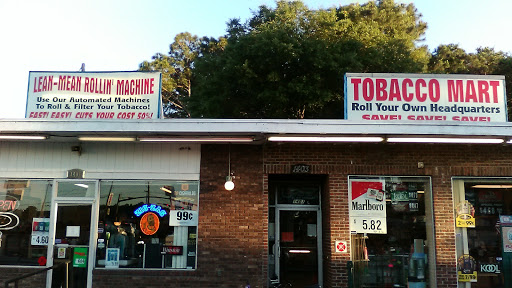 LEAN-MEAN ROLLIN' MACHINE
Use Our Automated Machines
To Roll & Filter Your Tobacco!
FAST! EASY! CUTS YOUR COST 50%!
TOBACCO MART
Roll Your Own Headquarters
SAVE! SAVE! SAVE!
OPEN
4.60
99¢
Marlboro
$ 5.82
KOOL